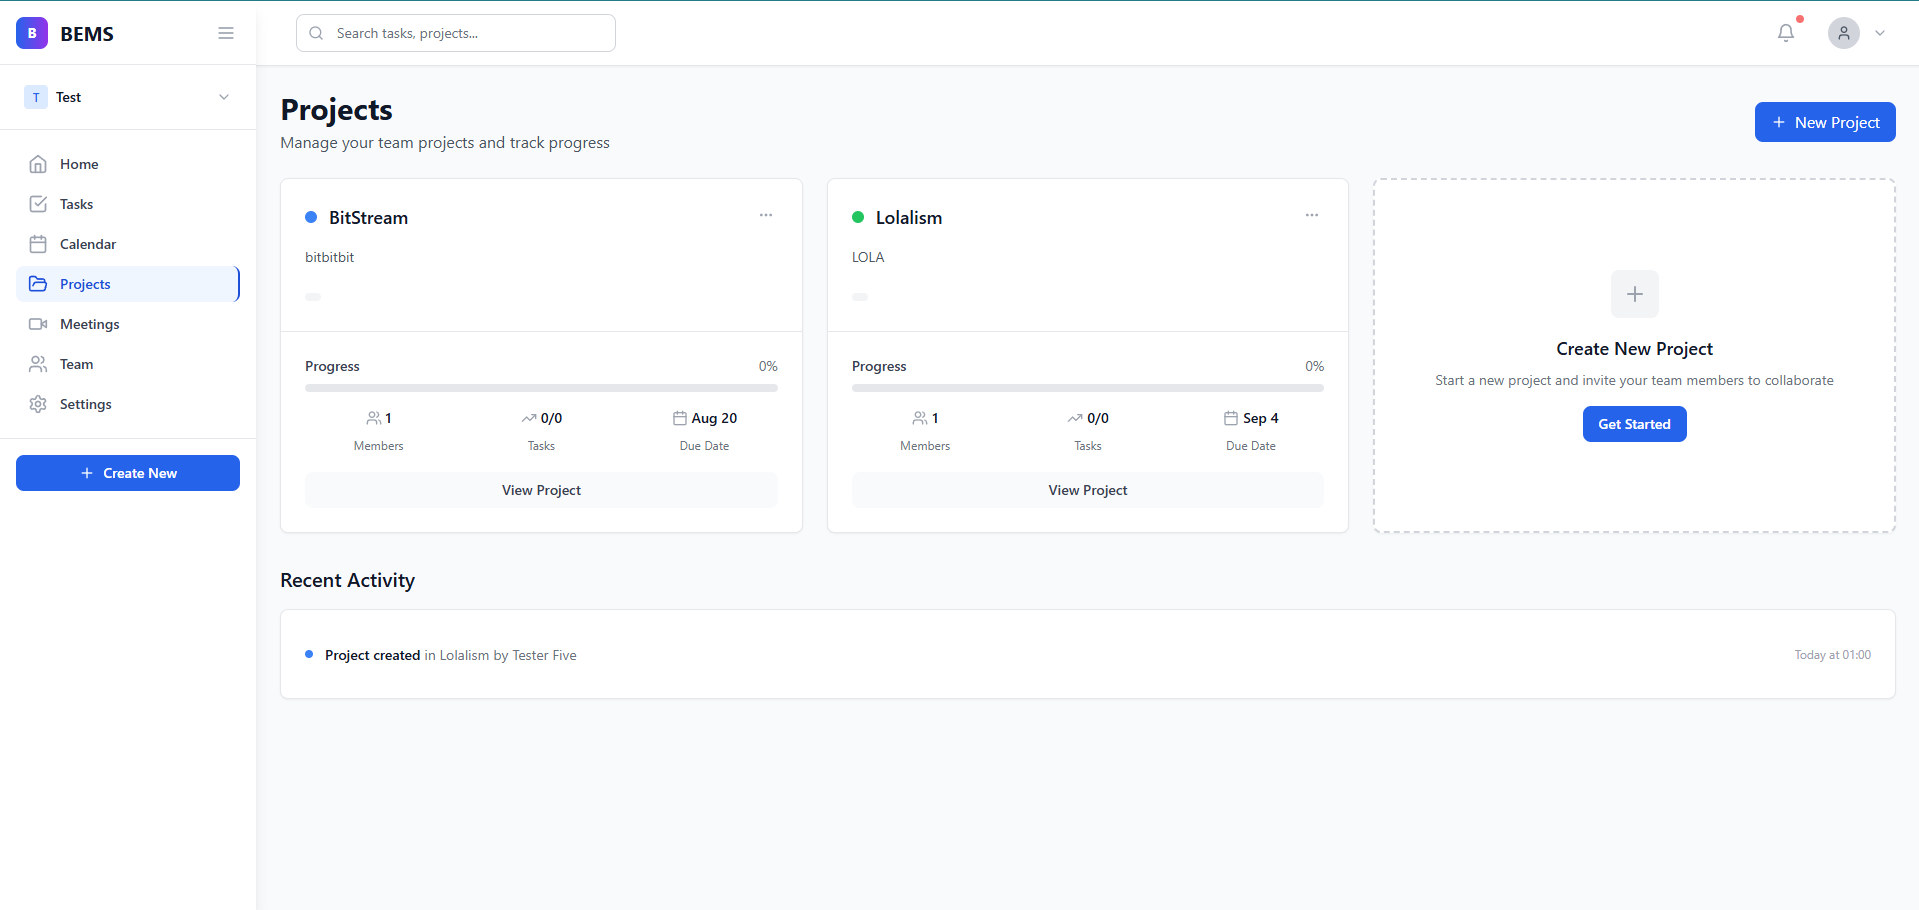 B BEMS
Search tasks, projects...
T Test
Home
Tasks
Calendar
Projects
Meetings
Team
Settings
Create New
Projects
Manage your team projects and track progress
New Project
BitStream
bitbitbit
Progress 0%
1 0/0 Aug 20
Members Tasks Due Date
View Project
Lolalism
LOLA
Progress 0%
1 0/0 Sep 4
Members Tasks Due Date
View Project
Create New Project
Start a new project and invite your team members to collaborate
Get Started
Recent Activity
Project created in Lolalism by Tester Five
Today at 01:00